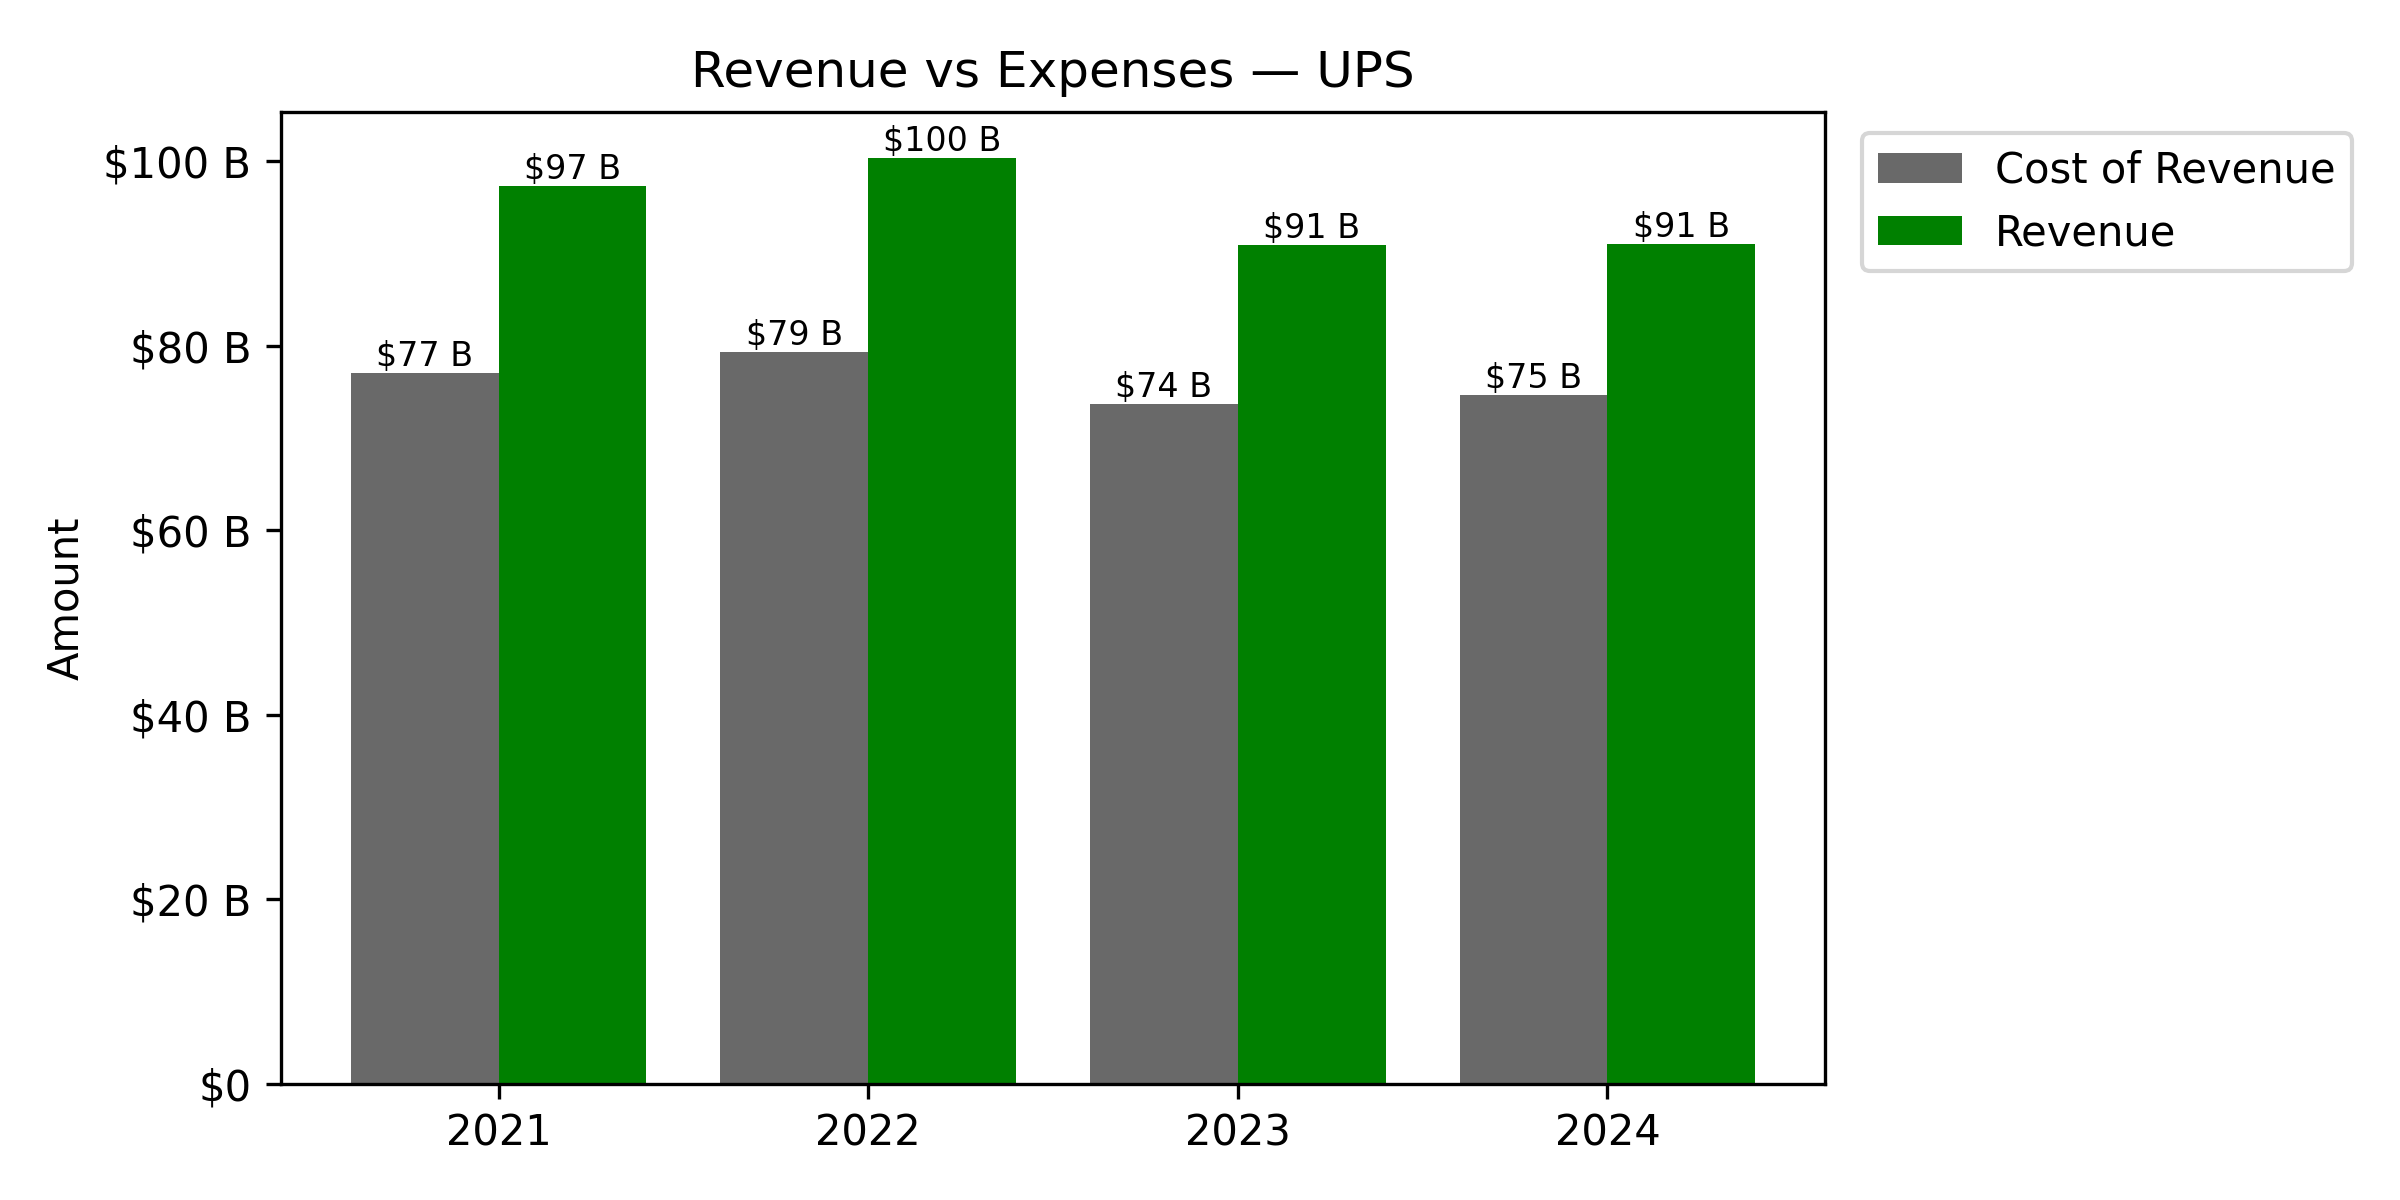 Revenue vs Expenses — UPS
Cost of Revenue
Revenue
Amount
$100 B
$80 B
$60 B
$40 B
$20 B
$0
$77 B
$97 B
$79 B
$100 B
$74 B
$91 B
$75 B
$91 B
2021
2022
2023
2024